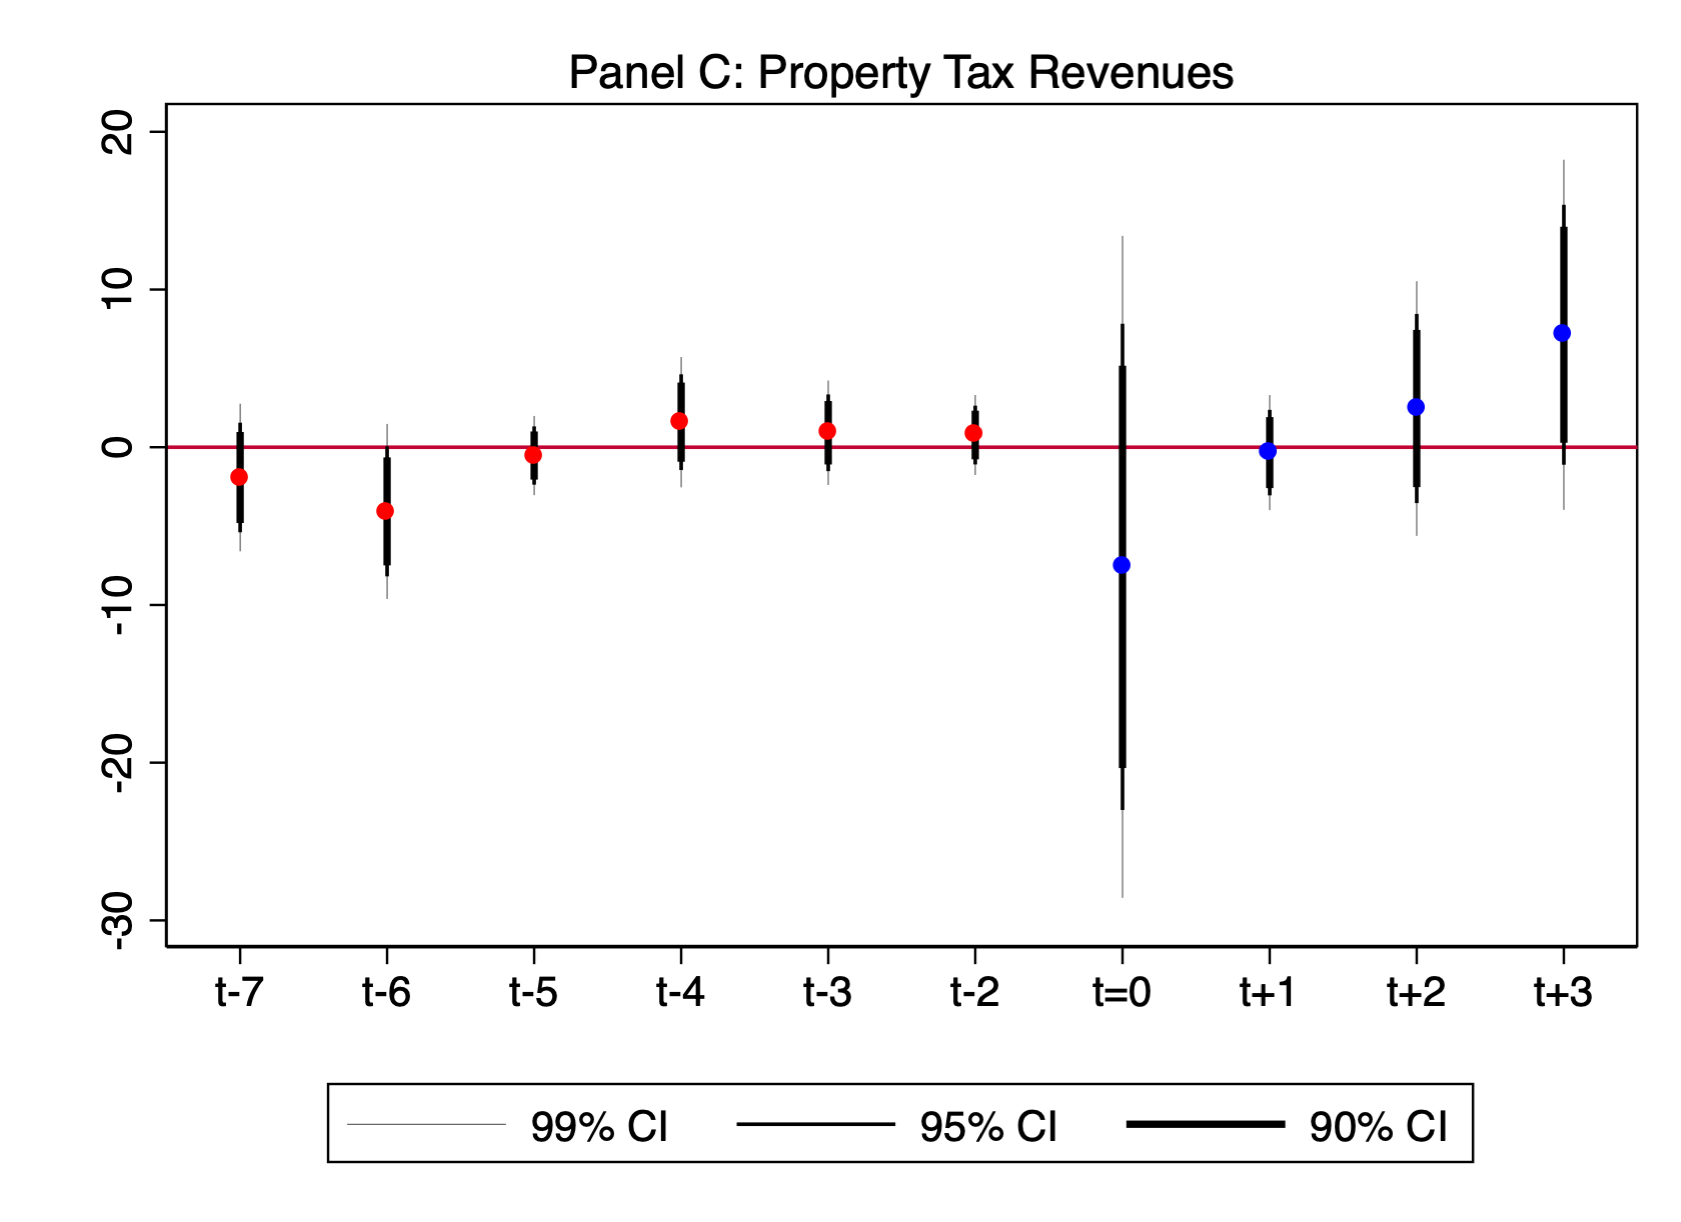 Panel C: Property Tax Revenues
20
10
0
-10
-20
-30
t-7 t-6 t-5 t-4 t-3 t-2 t=0 t+1 t+2 t+3
99% CI 95% CI 90% CI